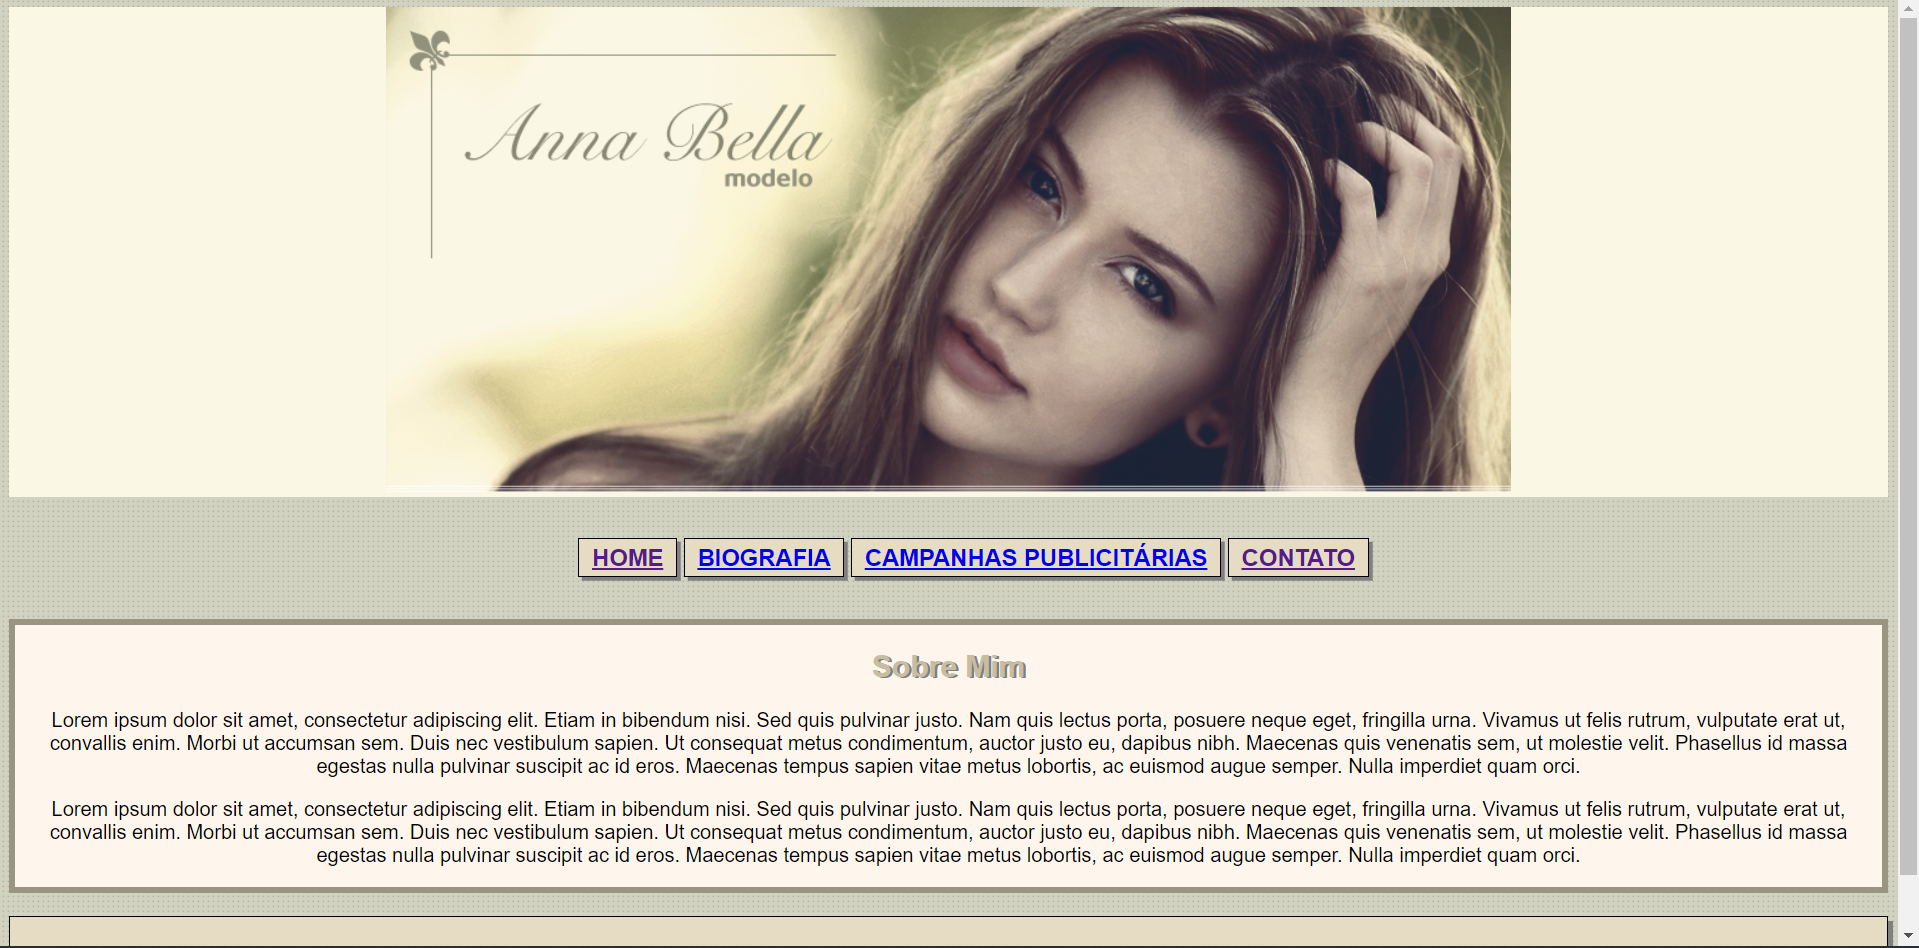 Anna Bella
modelo
HOME BIOGRAFIA CAMPANHAS PUBLICITÁRIAS CONTATO
Sobre Mim
Lorem ipsum dolor sit amet, consectetur adipiscing elit. Etiam in bibendum nisi. Sed quis pulvinar justo. Nam quis lectus porta, posuere neque eget, fringilla urna. Vivamus ut felis rutrum, vulputate erat ut,
convallis enim. Morbi ut accumsan sem. Duis nec vestibulum sapien. Ut consequat metus condimentum, auctor justo eu, dapibus nibh. Maecenas quis venenatis sem, ut molestie velit. Phasellus id massa
egestas nulla pulvinar suscipit ac id eros. Maecenas tempus sapien vitae metus lobortis, ac euismod augue semper. Nulla imperdiet quam orci.
Lorem ipsum dolor sit amet, consectetur adipiscing elit. Etiam in bibendum nisi. Sed quis pulvinar justo. Nam quis lectus porta, posuere neque eget, fringilla urna. Vivamus ut felis rutrum, vulputate erat ut,
convallis enim. Morbi ut accumsan sem. Duis nec vestibulum sapien. Ut consequat metus condimentum, auctor justo eu, dapibus nibh. Maecenas quis venenatis sem, ut molestie velit. Phasellus id massa
egestas nulla pulvinar suscipit ac id eros. Maecenas tempus sapien vitae metus lobortis, ac euismod augue semper. Nulla imperdiet quam orci.